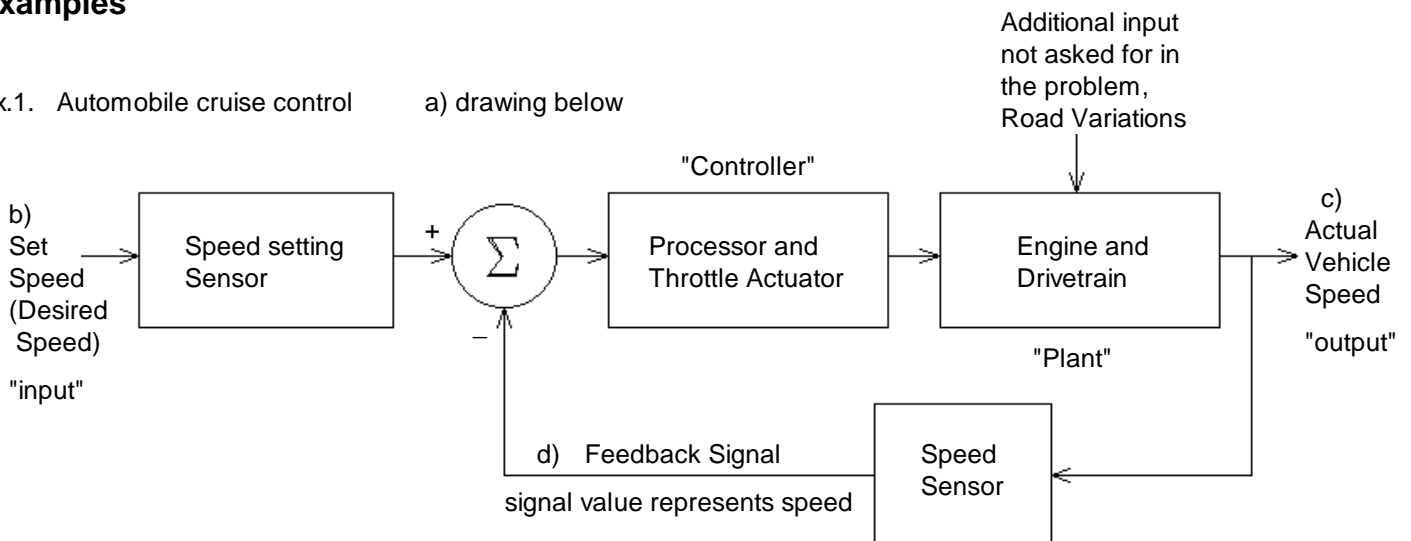 xamples
Additional input
not asked for in
the problem,
Road Variations
x.1. Automobile cruise control a) drawing below
"Controller"
b)
Set
Speed
(Desired
Speed)
"input"
Speed setting
Sensor
+
Σ
−
Processor and
Throttle Actuator
Engine and
Drivetrain
"Plant"
c)
Actual
Vehicle
Speed
"output"
d) Feedback Signal
signal value represents speed
Speed
Sensor